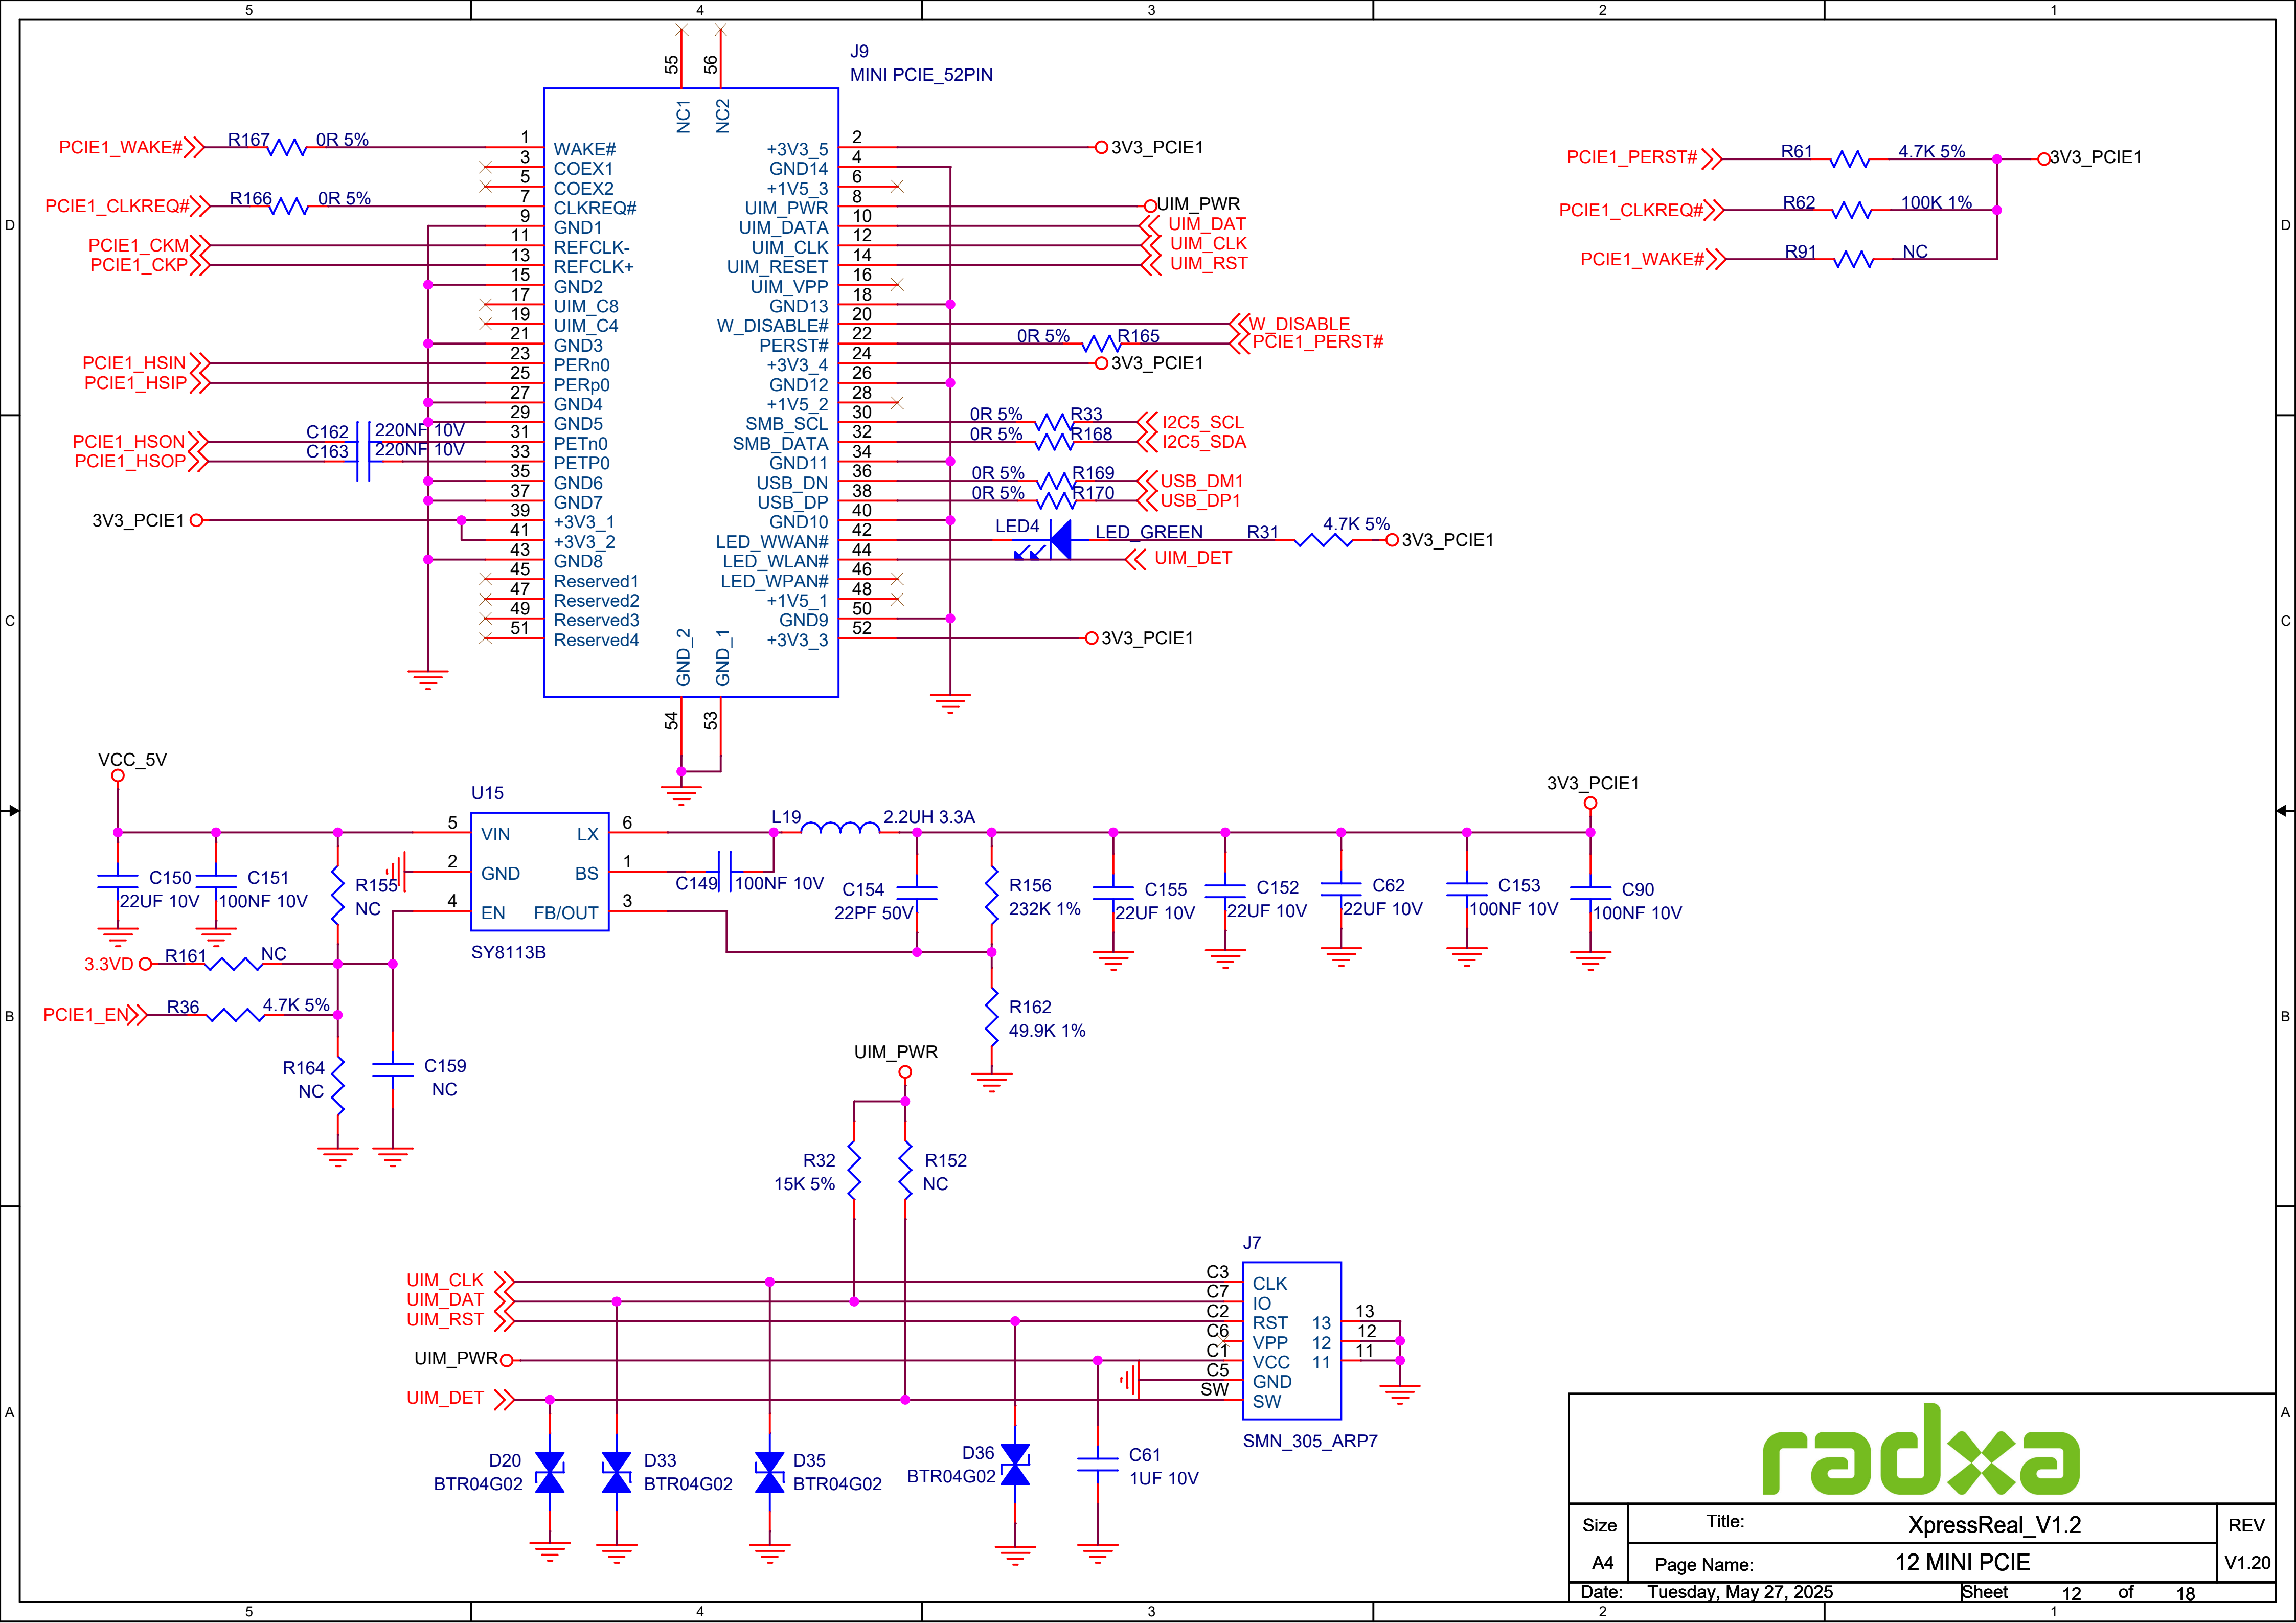 5 4 3 2 1
J9
MINI PCIE_52PIN
55 56
NC1 NC2
PCIE1_WAKE# R167 0R 5% 1 WAKE#
3 COEX1
5 COEX2
PCIE1_CLKREQ# R166 0R 5% 7 CLKREQ#
9 GND1
PCIE1_CKM 11 REFCLK-
PCIE1_CKP 13 REFCLK+
15 GND2
17 UIM_C8
19 UIM_C4
21 GND3
PCIE1_HSIN 23 PERn0
PCIE1_HSIP 25 PERp0
27 GND4
29 GND5
PCIE1_HSON C162 220NF 10V 31 PETn0
PCIE1_HSOP C163 220NF 10V 33 PETP0
35 GND6
37 GND7
3V3_PCIE1 39 +3V3_1
41 +3V3_2
43 GND8
45 Reserved1
47 Reserved2
49 Reserved3
51 Reserved4
+3V3_5 2 3V3_PCIE1
GND14 4
+1V5_3 6
UIM_PWR 8 UIM_PWR
UIM_DATA 10 UIM_DAT
UIM_CLK 12 UIM_CLK
UIM_RESET 14 UIM_RST
UIM_VPP 16
GND13 18
W_DISABLE# 20 W_DISABLE
PERST# 22 0R 5% R165 PCIE1_PERST#
+3V3_4 24 3V3_PCIE1
GND12 26
+1V5_2 28
SMB_SCL 30 0R 5% R33 I2C5_SCL
SMB_DATA 32 0R 5% R168 I2C5_SDA
GND11 34
USB_DN 36 0R 5% R169 USB_DM1
USB_DP 38 0R 5% R170 USB_DP1
GND10 40
LED_WWAN# 42 LED4 LED_GREEN R31 4.7K 5% 3V3_PCIE1
LED_WLAN# 44 UIM_DET
LED_WPAN# 46
+1V5_1 48
GND9 50
+3V3_3 52 3V3_PCIE1
GND_2 GND_1
54 53
PCIE1_PERST# R61 4.7K 5% 3V3_PCIE1
PCIE1_CLKREQ# R62 100K 1%
PCIE1_WAKE# R91 NC
D D
C C
VCC_5V
U15
3V3_PCIE1
5 VIN LX 6 L19 2.2UH 3.3A
2 GND BS 1 C149 100NF 10V
4 EN FB/OUT 3
SY8113B
C150
22UF 10V
C151
100NF 10V
R155
NC
C154
22PF 50V
R156
232K 1%
C155
22UF 10V
C152
22UF 10V
C62
22UF 10V
C153
100NF 10V
C90
100NF 10V
3.3VD R161 NC
PCIE1_EN R36 4.7K 5%
R162
49.9K 1%
R164
NC
C159
NC
B B
UIM_PWR
R32
15K 5%
R152
NC
J7
UIM_CLK C3 CLK
UIM_DAT C7 IO
UIM_RST C2 RST 13 13
C6 VPP 12 12
UIM_PWR C1 VCC 11 11
C5 GND
UIM_DET SW SW
SMN_305_ARP7
A A
D20
BTR04G02
D33
BTR04G02
D35
BTR04G02
D36
BTR04G02
C61
1UF 10V
radxa
Size Title: XpressReal_V1.2 REV
A4 Page Name: 12 MINI PCIE V1.20
Date: Tuesday, May 27, 2025 Sheet 12 of 18
5 4 3 2 1